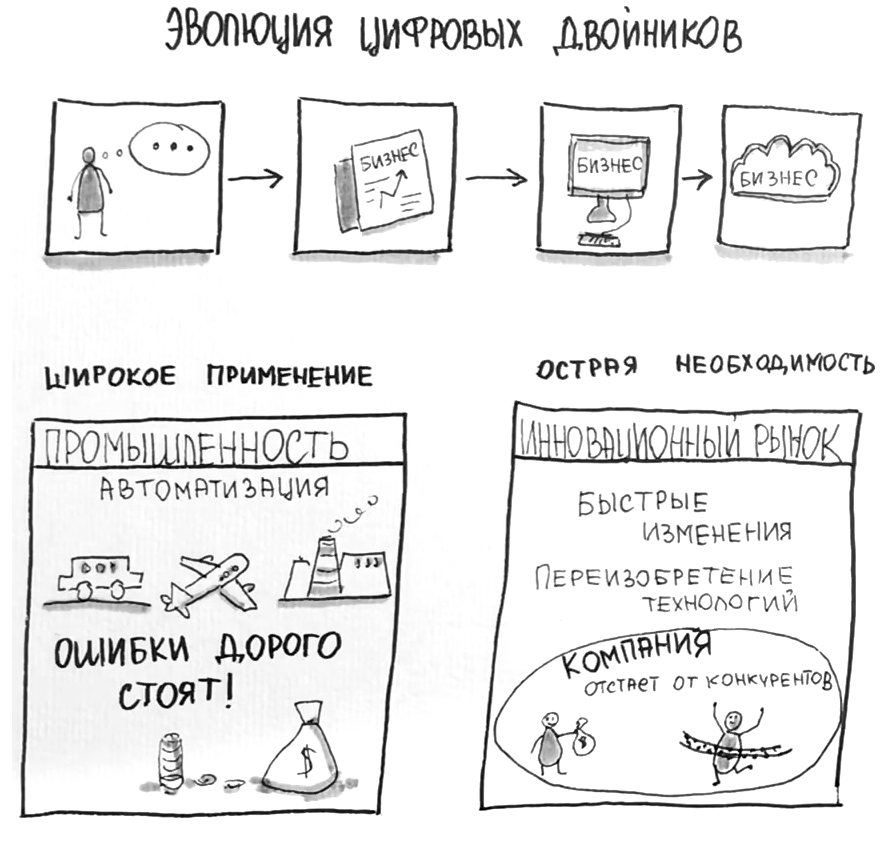 ЭВОЛЮЦИЯ ЦИФРОВЫХ ДВОЙНИКОВ
...
БИЗНЕС
БИЗНЕС
БИЗНЕС
ШИРОКОЕ ПРИМЕНЕНИЕ
ПРОМЫШЛЕННОСТЬ
АВТОМАТИЗАЦИЯ
ОШИБКИ ДОРОГО
СТОЯТ!
$
ОСТРАЯ НЕОБХОДИМОСТЬ
ИННОВАЦИОННЫЙ РЫНОК
БЫСТРЫЕ
ИЗМЕНЕНИЯ
ПЕРЕИЗОБРЕТЕНИЕ
ТЕХНОЛОГИЙ
КОМПАНИЯ
ОТСТАЕТ ОТ КОНКУРЕНТОВ
$